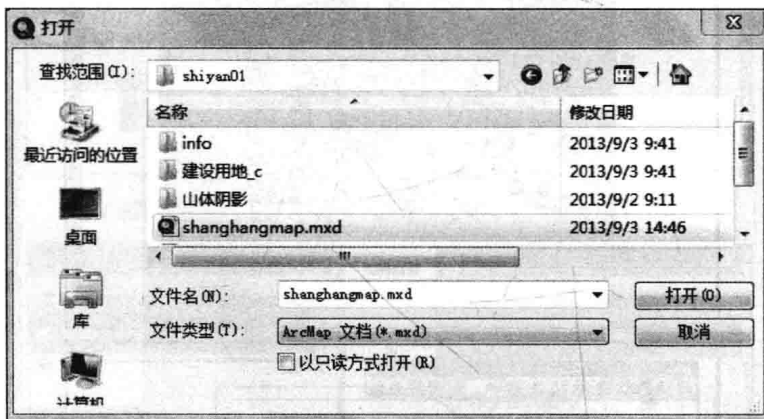 打开
查找范围(I): shiyan01
名称 修改日期
info 2013/9/3 9:41
建设用地_c 2013/9/3 9:41
山体阴影 2013/9/2 9:11
shanghangmap.mxd 2013/9/3 14:46
最近访问的位置
桌面
库
计算机
文件名(N): shanghangmap.mxd 打开(O)
文件类型(T): ArcMap 文档(*.mxd) 取消
以只读方式打开(R)